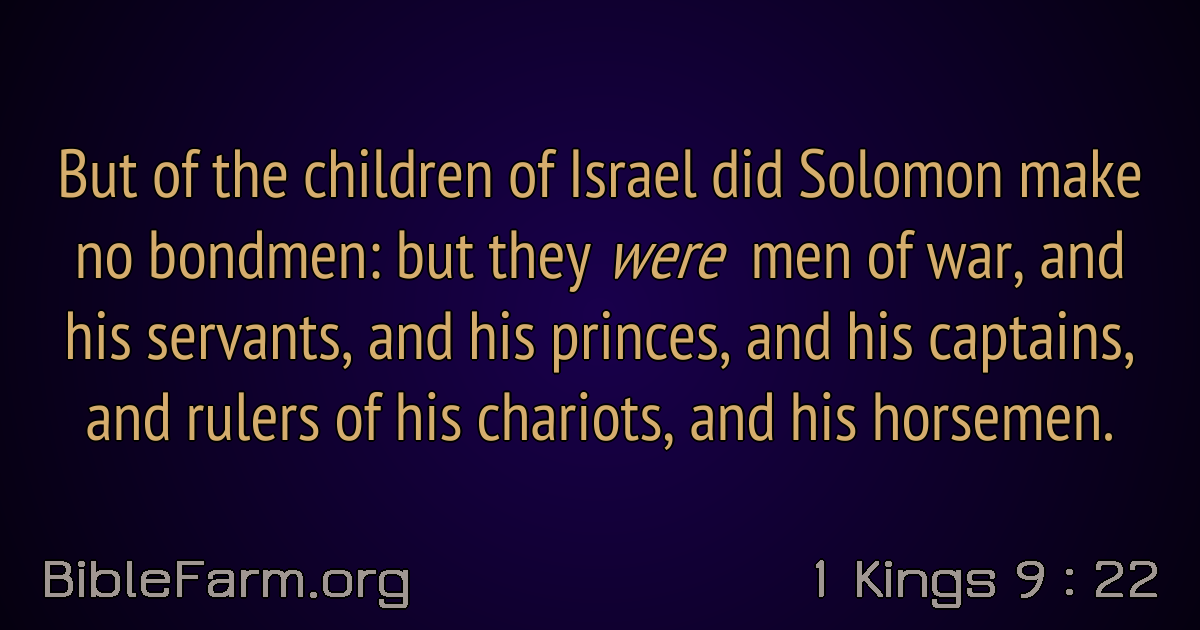 But of the children of Israel did Solomon make
no bondmen: but they were men of war, and
his servants, and his princes, and his captains,
and rulers of his chariots, and his horsemen.
BibleFarm.org
1 Kings 9 : 22